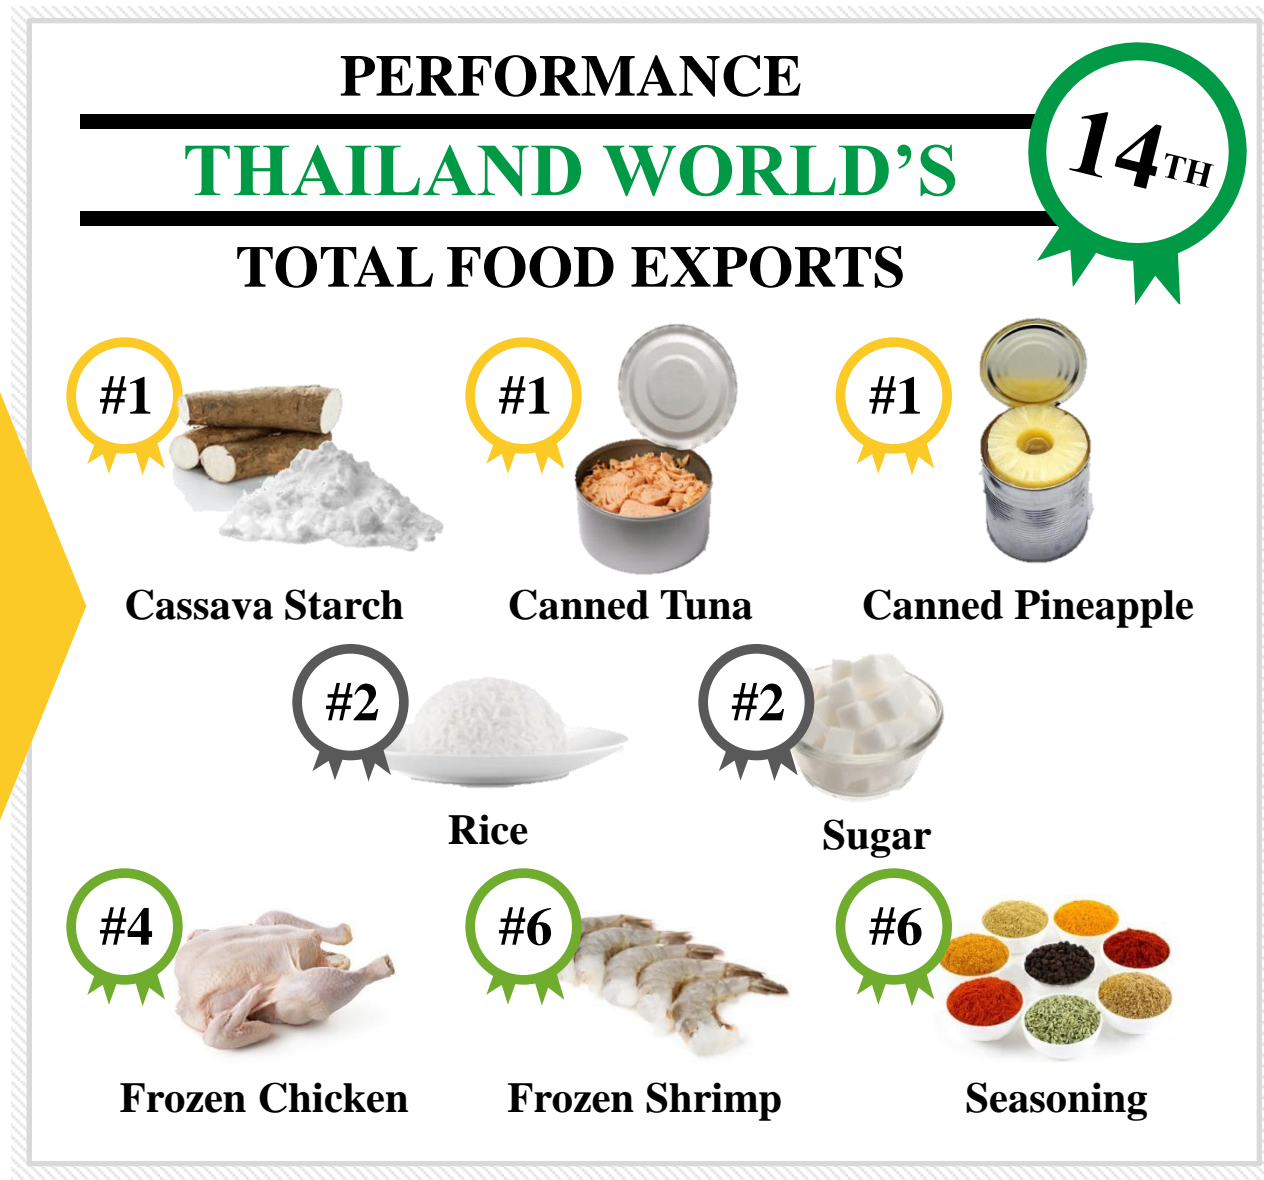 PERFORMANCE
THAILAND WORLD’S
14TH
TOTAL FOOD EXPORTS
#1
#1
#1
Cassava Starch
Canned Tuna
Canned Pineapple
#2
#2
Rice
Sugar
#4
#6
#6
Frozen Chicken
Frozen Shrimp
Seasoning